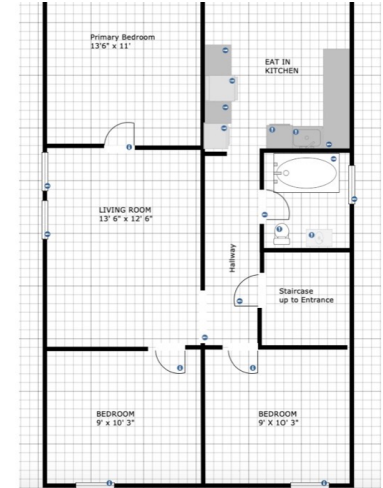 Primary Bedroom
13'6" x 11'
EAT IN
KITCHEN
LIVING ROOM
13' 6" x 12' 6"
Hallway
Staircase
up to Entrance
BEDROOM
9' x 10' 3"
BEDROOM
9' X 10' 3"